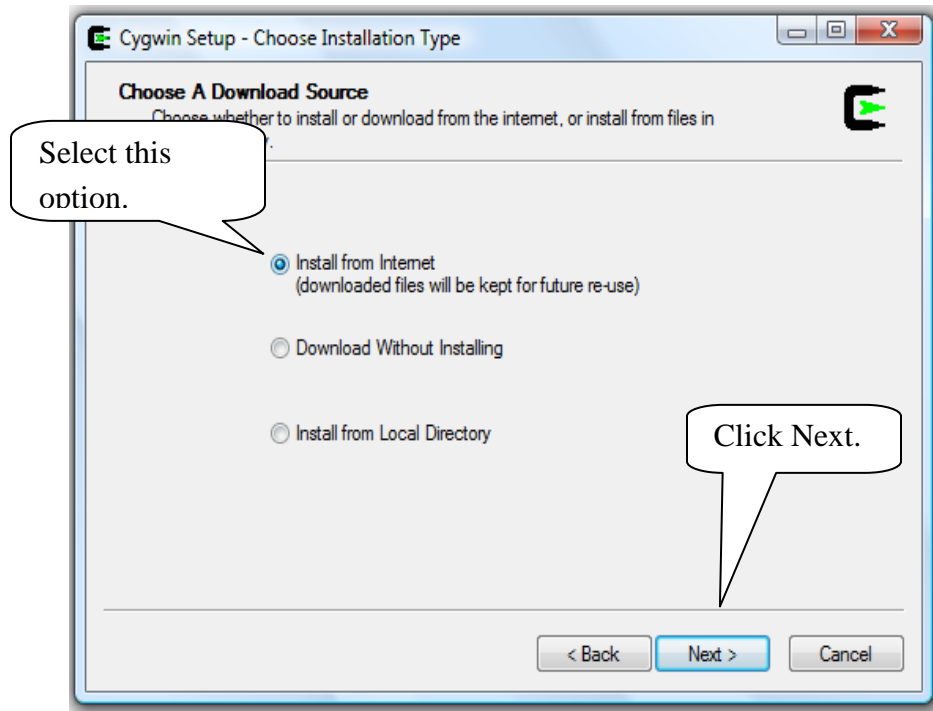 Cygwin Setup - Choose Installation Type
Choose A Download Source
Choose whether to install or download from the internet, or install from files in
Select this
option.
Install from Internet
(downloaded files will be kept for future re-use)
Download Without Installing
Install from Local Directory
Click Next.
< Back
Next >
Cancel